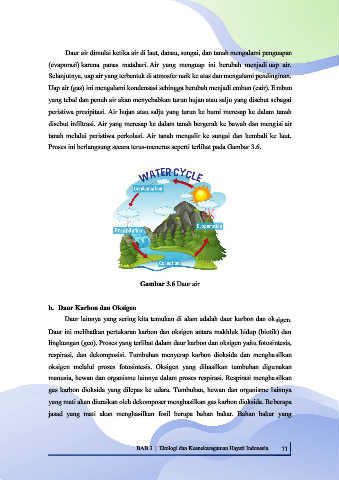 Daur air dimulai ketika air di laut, danau, sungai, dan tanah mengalami penguapan
(evaporasi) karena panas matahari. Air yang menguap ini berubah menjadi uap air.
Selanjutnya, uap air yang terbentuk di atmosfer naik ke atas dan mengalami pendinginan.
Uap air (gas) ini mengalami kondensasi sehingga berubah menjadi embun (cair). Embun
yang tebal dan penuh air akan menyebabkan turun hujan atau salju yang disebut sebagai
peristiwa presipitasi. Air hujan atau salju yang turun ke bumi meresap ke dalam tanah
disebut infiltrasi. Air yang meresap ke dalam tanah bergerak ke bawah dan mengisi air
tanah melalui peristiwa perkolasi. Air tanah mengalir ke sungai dan kembali ke laut.
Proses ini berlangsung secara terus-menerus seperti terlihat pada Gambar 3.6.
WATER CYCLE
Condensation
Precipitation
Evaporation
Collection
Gambar 3.6 Daur air
b. Daur Karbon dan Oksigen
Daur lainnya yang sering kita temukan di alam adalah daur karbon dan oksigen.
Daur ini melibatkan pertukaran karbon dan oksigen antara makhluk hidup (biotik) dan
lingkungan (geo). Proses yang terlibat dalam daur karbon dan oksigen yaitu fotosintesis,
respirasi, dan dekomposisi. Tumbuhan menyerap karbon dioksida dan menghasilkan
oksigen melalui proses fotosintesis. Oksigen yang dihasilkan tumbuhan digunakan
manusia, hewan dan organisme lainnya dalam proses respirasi. Respirasi menghasilkan
gas karbon dioksida yang dilepas ke udara. Tumbuhan, hewan dan organisme lainnya
yang mati akan diuraikan oleh dekomposer menghasilkan gas karbon dioksida. Beberapa
jasad yang mati akan menghasilkan fosil berupa bahan bakar. Bahan bakar yang
BAB 3 | Ekologi dan Keanekaragaman Hayati Indonesia 71